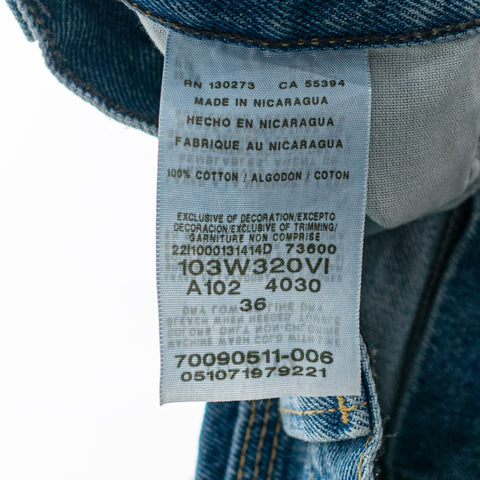 RN 130273 CA 55394
MADE IN NICARAGUA
HECHO EN NICARAGUA
FABRIQUE AU NICARAGUA
100% COTTON / ALGODON / COTON
EXCLUSIVE OF DECORATION/EXCEPTO
DECORACION/EXCLUSIVE OF TRIMMING/
GARNITURE NON COMPRISE
22I1000131414D 73600
103W320VI
A102 4030
36
70090511-006
051071979221